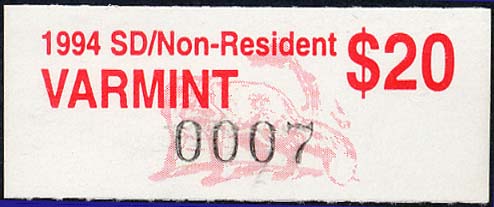 1994 SD/Non-Resident $20
VARMINT
0007